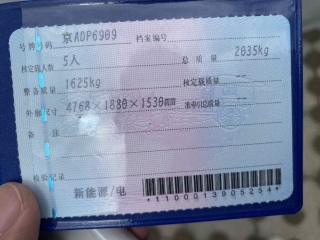 号牌号码 京ADP6909 档案编号
核定载人数 5人 总质量 2035kg
整备质量 1625kg 核定载质量 --
外廓尺寸 4768×1880×1530mm 准牵引总质量 --
备注
检验记录
新能源/电
*1100013905254*